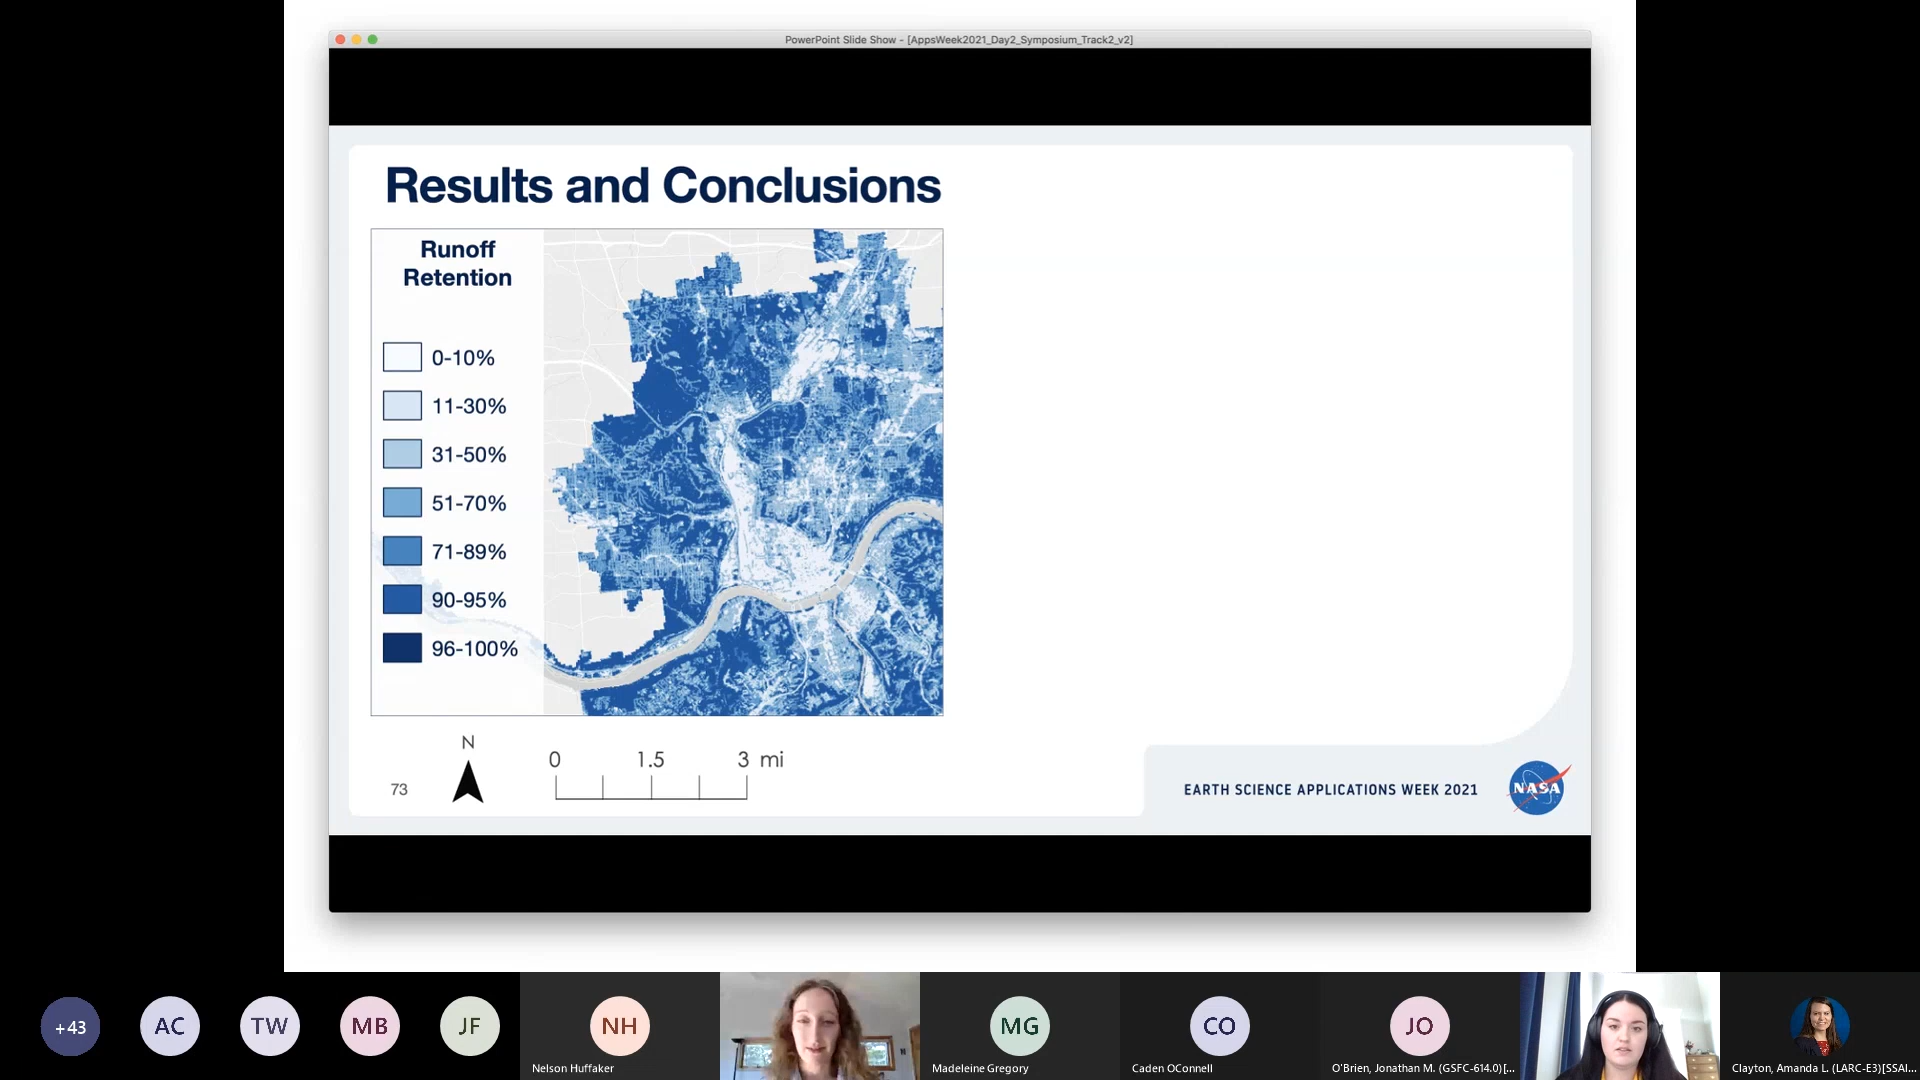 PowerPoint Slide Show - [AppsWeek2021_Day2_Symposium_Track2_v2]
Results and Conclusions
Runoff
Retention
0-10%
11-30%
31-50%
51-70%
71-89%
90-95%
96-100%
N
0 1.5 3 mi
73
EARTH SCIENCE APPLICATIONS WEEK 2021
NASA
+43
AC
TW
MB
JF
NH
MG
CO
JO
Nelson Huffaker
Madeleine Gregory
Caden OConnell
O'Brien, Jonathan M. (GSFC-614.0)[...
Clayton, Amanda L. (LARC-E3)[SSAI...